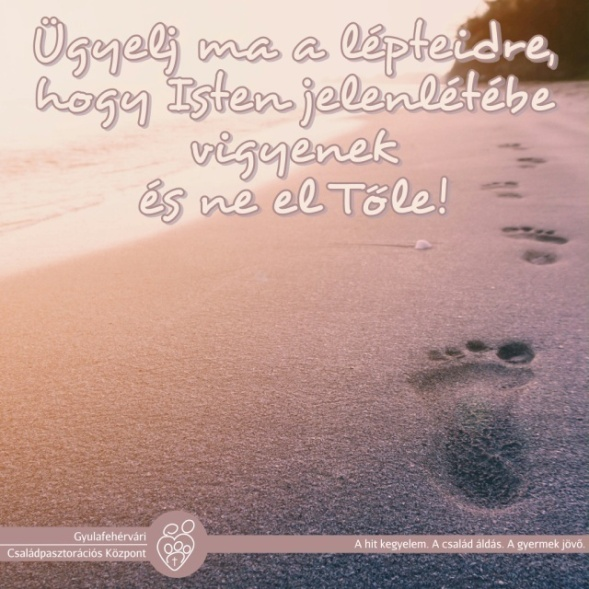 Ügyelj ma a lépteidre,
hogy Isten jelenlétébe
vigyenek
és ne el Tőle!
Gyulafehérvári
Családpasztorációs Központ
A hit kegyelem. A család áldás. A gyermek jövő.